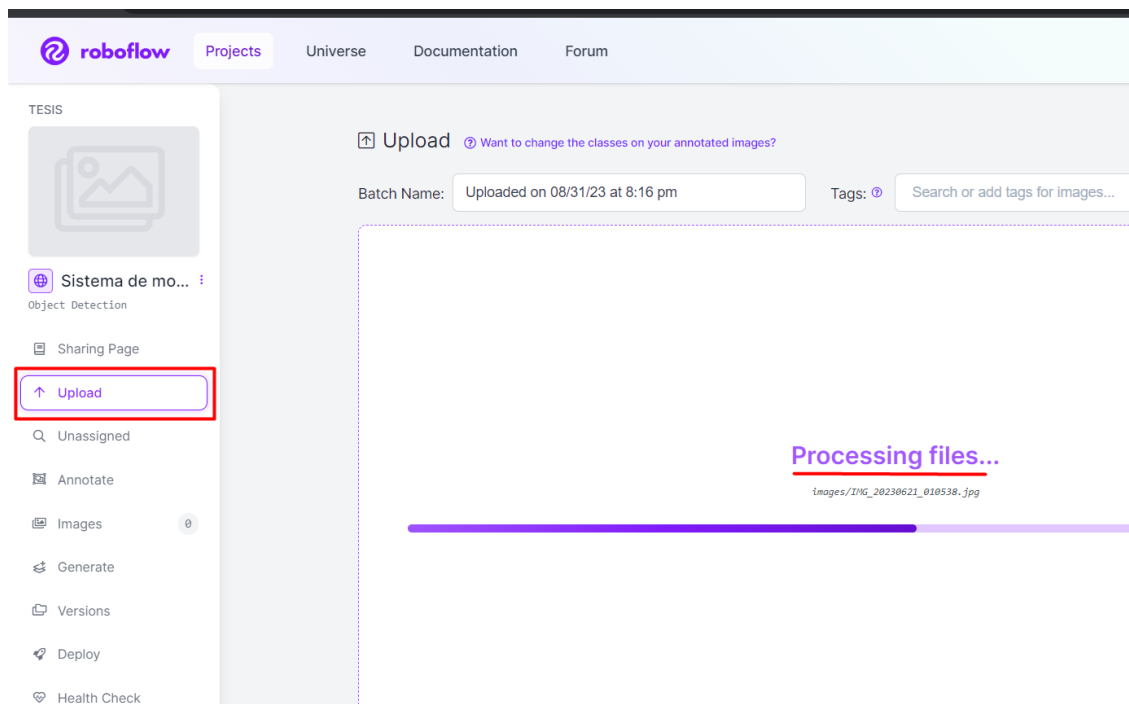 roboflow Projects Universe Documentation Forum
TESIS
Sistema de mo...
Object Detection
Sharing Page
Upload
Unassigned
Annotate
Images 0
Generate
Versions
Deploy
Health Check
Upload Want to change the classes on your annotated images?
Batch Name: Uploaded on 08/31/23 at 8:16 pm Tags: Search or add tags for images...
Processing files...
images/IMG_20230621_010538.jpg